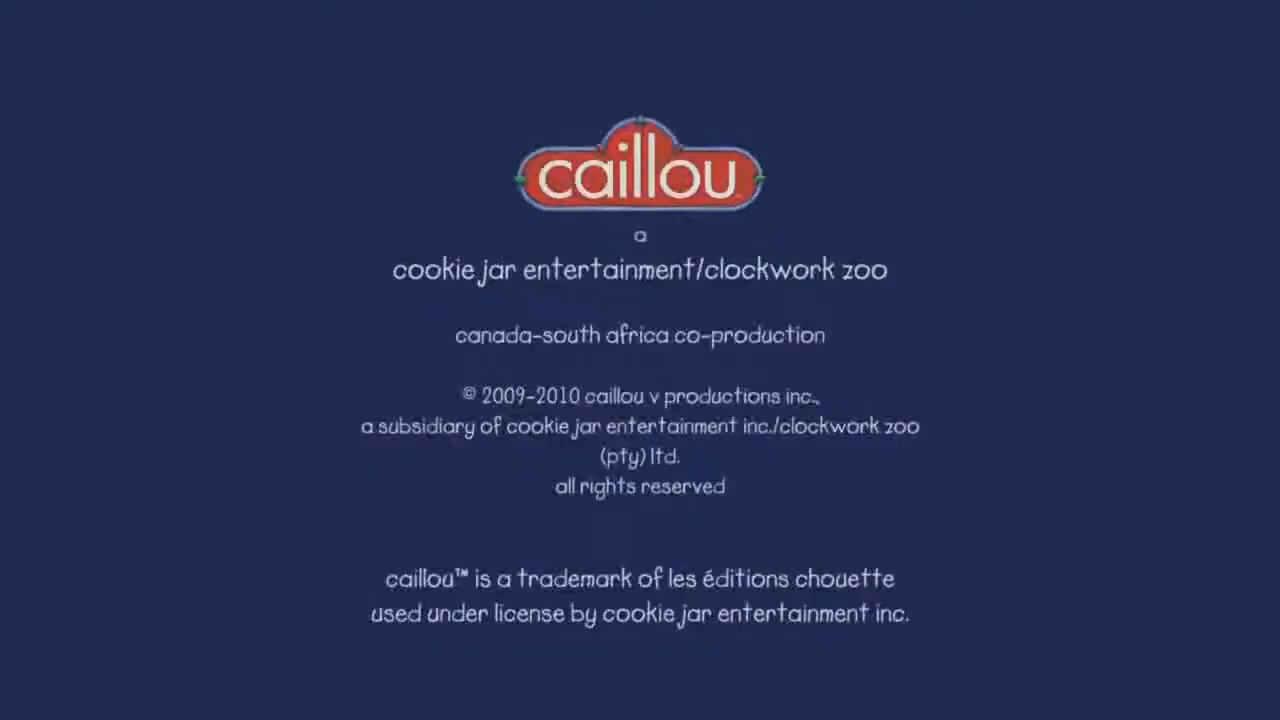 caillou
a
cookie jar entertainment/clockwork zoo
canada-south africa co-production
© 2009-2010 caillou v productions inc.,
a subsidiary of cookie jar entertainment inc./clockwork zoo
(pty) ltd.
all rights reserved
caillou™ is a trademark of les éditions chouette
used under license by cookie jar entertainment inc.